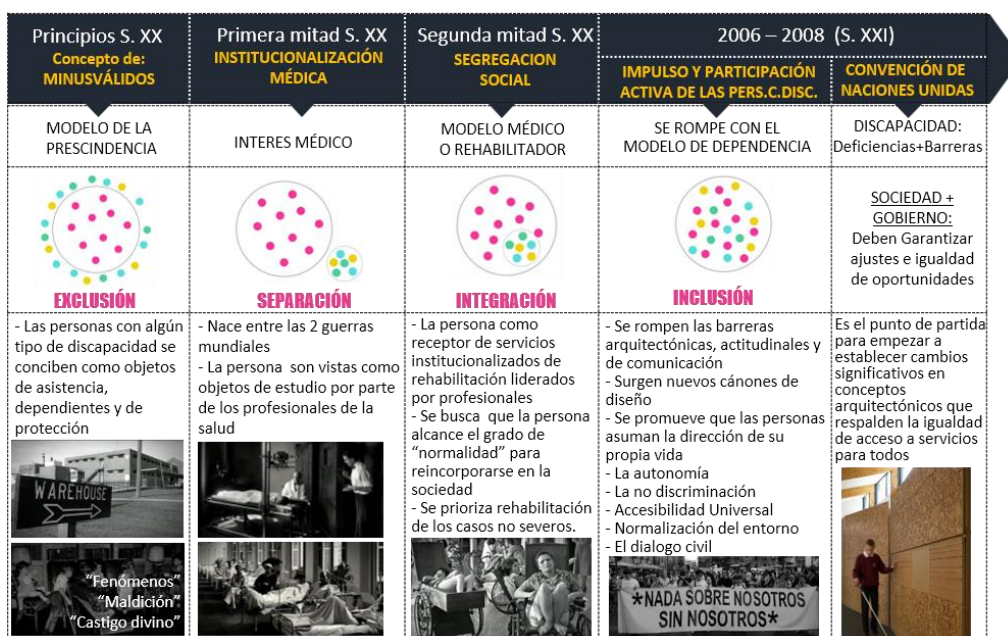 Principios S. XX
Concepto de:
MINUSVÁLIDOS
Primera mitad S. XX
INSTITUCIONALIZACIÓN
MÉDICA
Segunda mitad S. XX
SEGREGACION
SOCIAL
2006 – 2008 (S. XXI)
IMPULSO Y PARTICIPACIÓN
ACTIVA DE LAS PERS.C.DISC.
CONVENCIÓN DE
NACIONES UNIDAS
MODELO DE LA
PRESCINDENCIA
INTERES MÉDICO
MODELO MÉDICO
O REHABILITADOR
SE ROMPE CON EL
MODELO DE DEPENDENCIA
DISCAPACIDAD:
Deficiencias+Barreras
EXCLUSIÓN
SEPARACIÓN
INTEGRACIÓN
INCLUSIÓN
SOCIEDAD +
GOBIERNO:
Deben Garantizar
ajustes e igualdad
de oportunidades
- Las personas con algún
tipo de discapacidad se
conciben como objetos
de asistencia,
dependientes y de
protección
WAREHOUSE
“Fenómenos”
“Maldición”
“Castigo divino”
- Nace entre las 2 guerras
mundiales
- La persona son vistas como
objetos de estudio por parte
de los profesionales de la
salud
- La persona como
receptor de servicios
institucionalizados de
rehabilitación liderados
por profesionales
- Se busca que la persona
alcance el grado de
“normalidad” para
reincorporarse en la
sociedad
- Se prioriza rehabilitación
de los casos no severos.
- Se rompen las barreras
arquitectónicas, actitudinales y
de comunicación
- Surgen nuevos cánones de
diseño
- Se promueve que las personas
asuman la dirección de su
propia vida
- La autonomía
- La no discriminación
- Accesibilidad Universal
- Normalización del entorno
- El dialogo civil
*NADA SOBRE NOSOTROS
SIN NOSOTROS*
Es el punto de partida
para empezar a
establecer cambios
significativos en
conceptos
arquitectónicos que
respalden la igualdad
de acceso a servicios
para todos